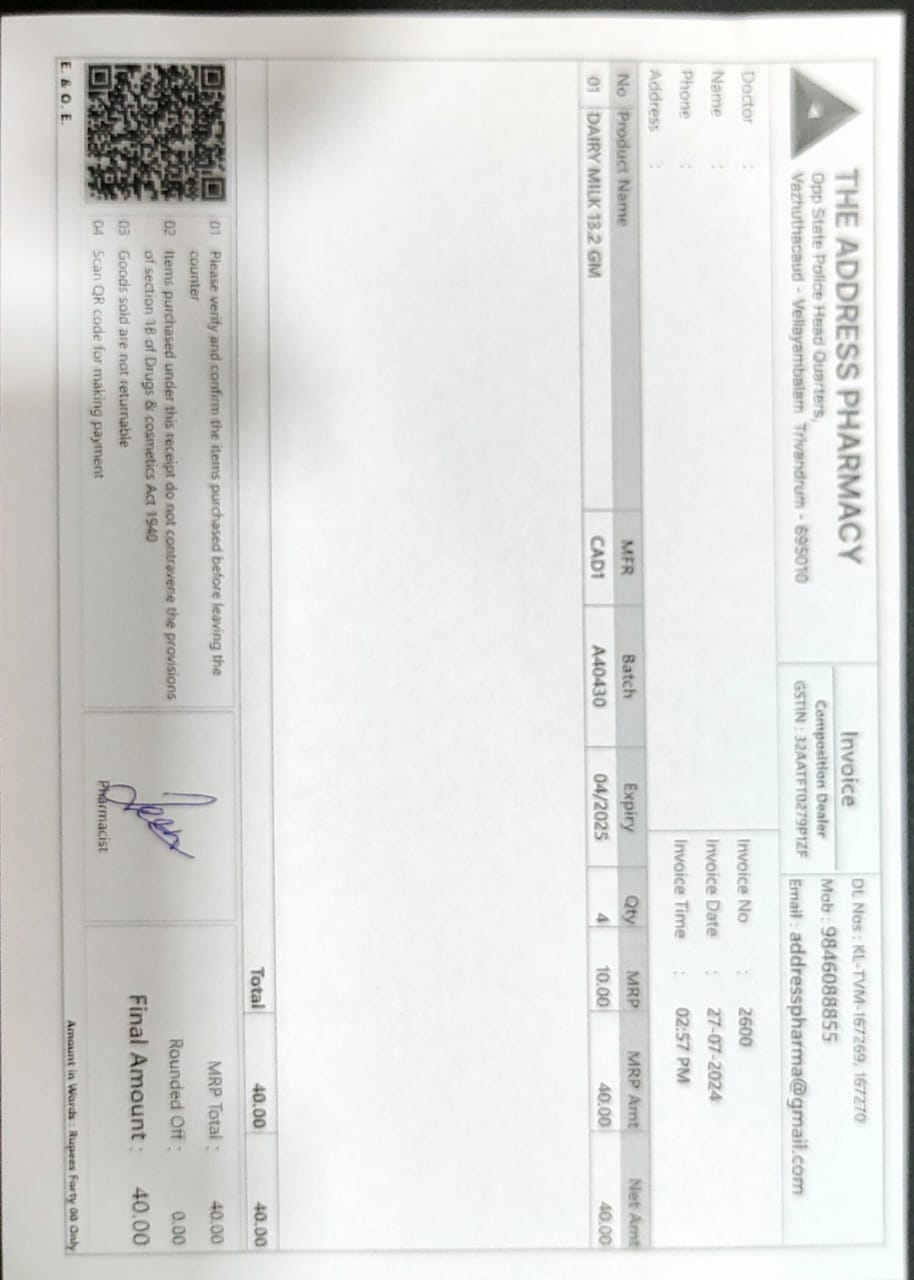 THE ADDRESS PHARMACY
Opp State Police Head Quarters,
Vazhuthacaud - Vellayambalam Trivandrum - 695010
Invoice
Composition Dealer
GSTIN : 32AATFT0279P1ZF
DL Nos : KL-TVM-167269, 167270
Mob : 9846088855
Email : addresspharma@gmail.com
Doctor :
Name :
Phone :
Address :
Invoice No : 2600
Invoice Date : 27-07-2024
Invoice Time : 02:57 PM
No Product Name MFR Batch Expiry Qty MRP MRP Amt Net Amt
01 DAIRY MILK 13.2 GM CAD1 A40430 04/2025 4 10.00 40.00 40.00
Total 40.00 40.00
01 Please verify and confirm the items purchased before leaving the
counter
02 Items purchased under this receipt do not contravene the provisions
of section 18 of Drugs & cosmetics Act 1940
03 Goods sold are not returnable
04 Scan QR code for making payment
Pharmacist
MRP Total : 40.00
Rounded Off : 0.00
Final Amount : 40.00
E. & O. E.
Amount in Words : Rupees Forty 00 Only